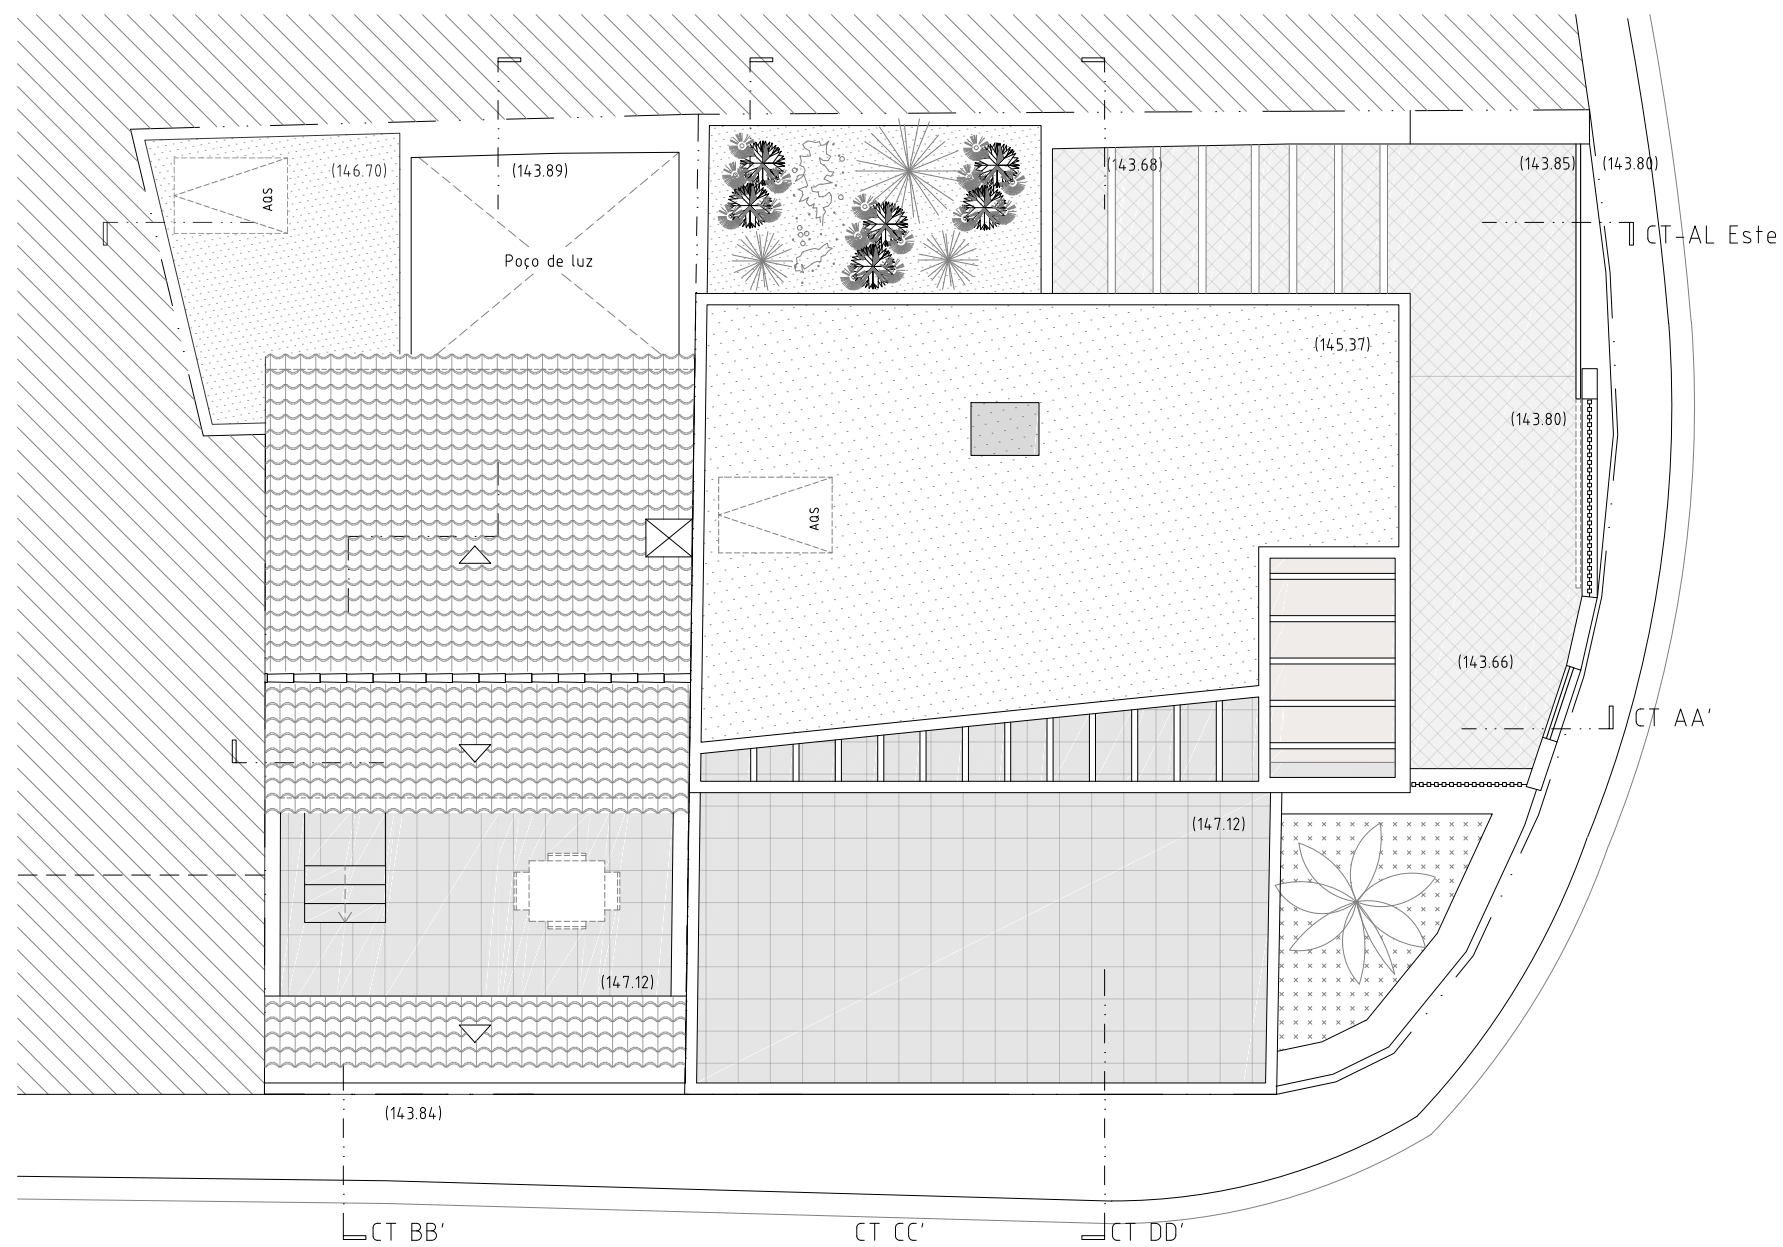 (146.70)
(143.89)
(143.68)
(143.85)
(143.80)
AQS
CT-AL Este
Poço de luz
(145,37)
(143.80)
AQS
(143.66)
CT AA'
(147.12)
(147.12)
(143.84)
CT BB'
CT CC'
CT DD'